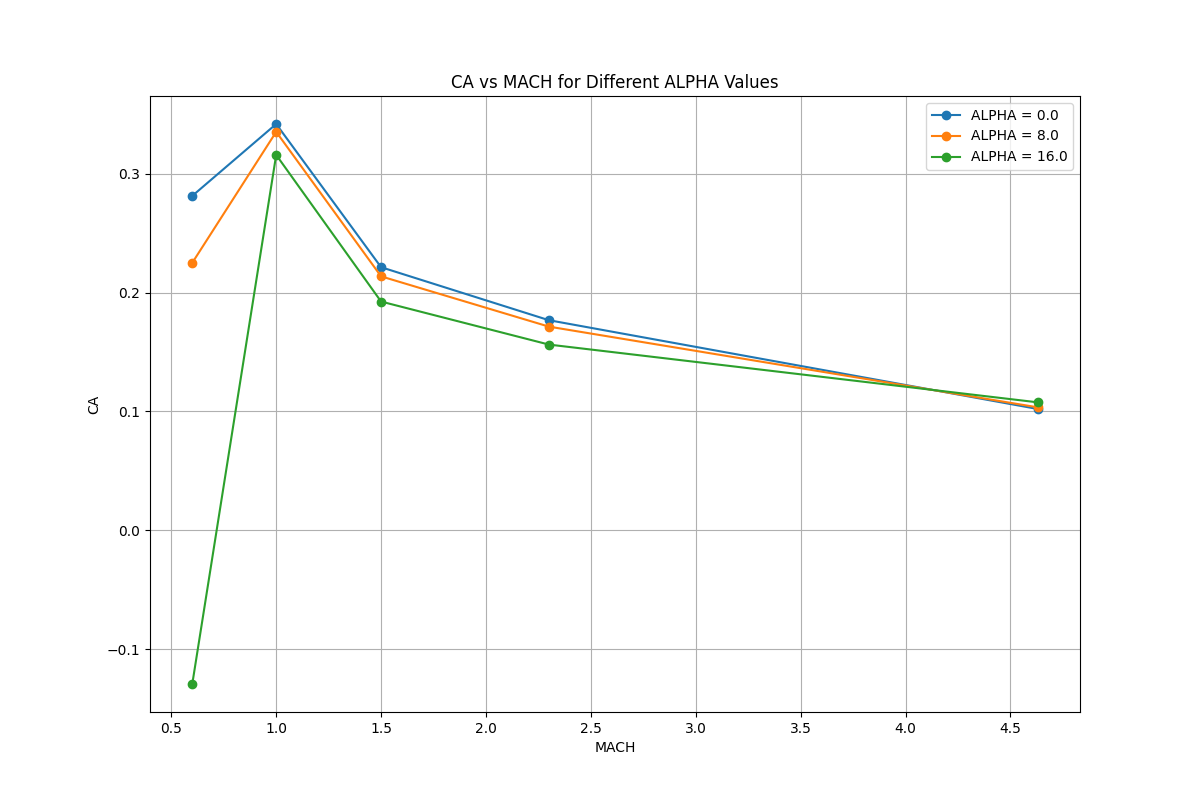 CA vs MACH for Different ALPHA Values
ALPHA = 0.0
ALPHA = 8.0
ALPHA = 16.0
0.3
0.2
0.1
0.0
−0.1
CA
0.5 1.0 1.5 2.0 2.5 3.0 3.5 4.0 4.5
MACH